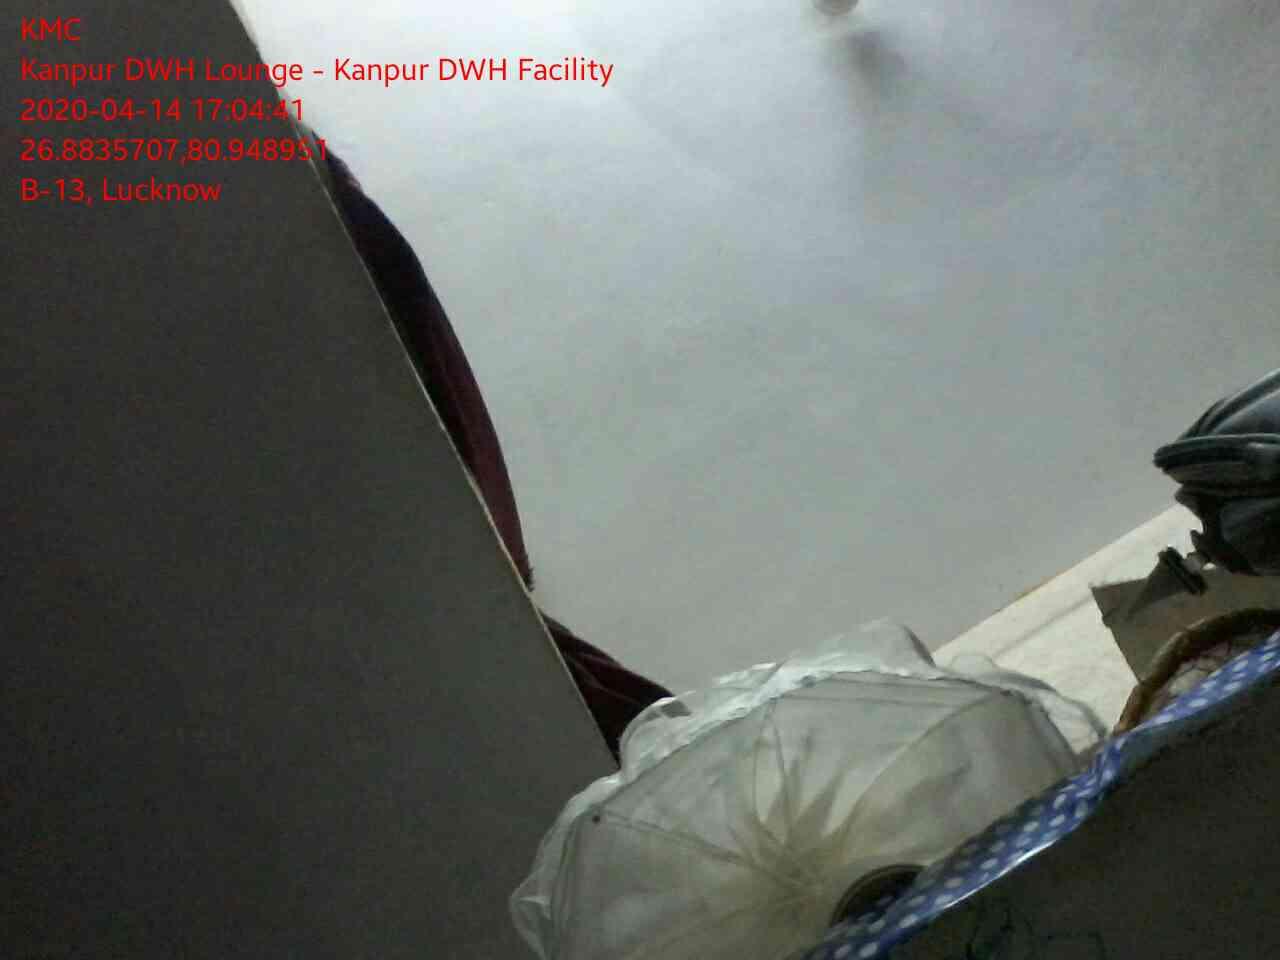 KMC
Kanpur DWH Lounge - Kanpur DWH Facility
2020-04-14 17:04:41
26.8835707,80.948951
B-13, Lucknow